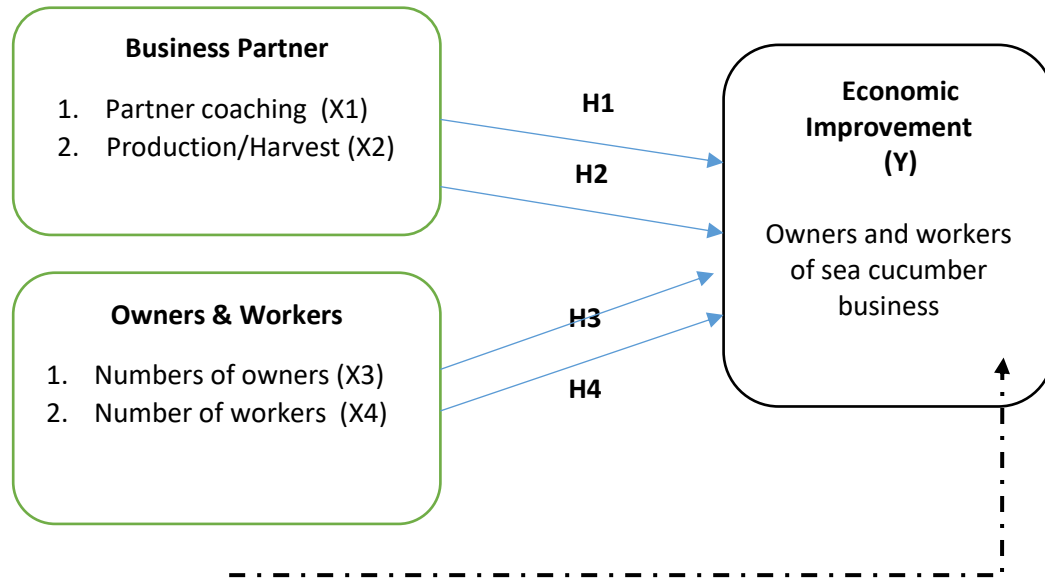 Business Partner
1. Partner coaching (X1)
2. Production/Harvest (X2)
H1
H2
Economic
Improvement
(Y)
Owners and workers
of sea cucumber
business
Owners & Workers
1. Numbers of owners (X3)
2. Number of workers (X4)
H3
H4